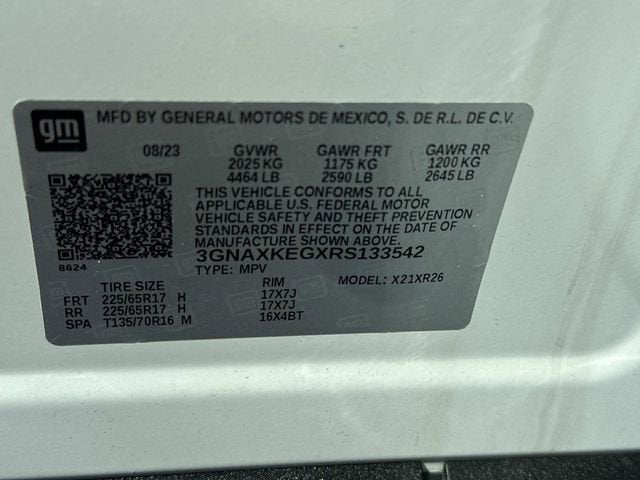 gm
MFD BY GENERAL MOTORS DE MEXICO, S. DE R.L. DE C.V.
08/23 GVWR GAWR FRT GAWR RR
2025 KG 1175 KG 1200 KG
4464 LB 2590 LB 2645 LB
THIS VEHICLE CONFORMS TO ALL
APPLICABLE U.S. FEDERAL MOTOR
VEHICLE SAFETY AND THEFT PREVENTION
STANDARDS IN EFFECT ON THE DATE OF
MANUFACTURE SHOWN ABOVE.
3GNAXKEGXRS133542
8624
TYPE: MPV MODEL: X21XR26
TIRE SIZE RIM
FRT 225/65R17 H 17X7J
RR 225/65R17 H 17X7J
SPA T135/70R16 M 16X4BT